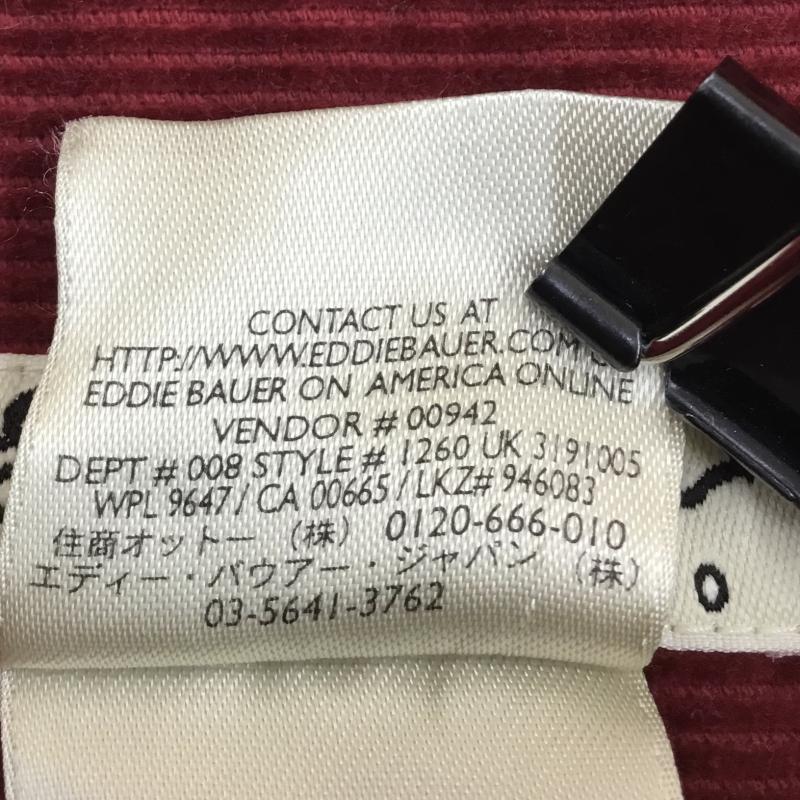 CONTACT US AT
HTTP://WWW.EDDIEBAUER.COM
EDDIE BAUER ON AMERICA ONLINE
VENDOR # 00942
DEPT # 008 STYLE # 1260 UK 3191005
WPL 9647 / CA 00665 / LKZ# 946083
住商オットー (株) 0120-666-010
エディー・バウアー・ジャパン (株)
03-5641-3762